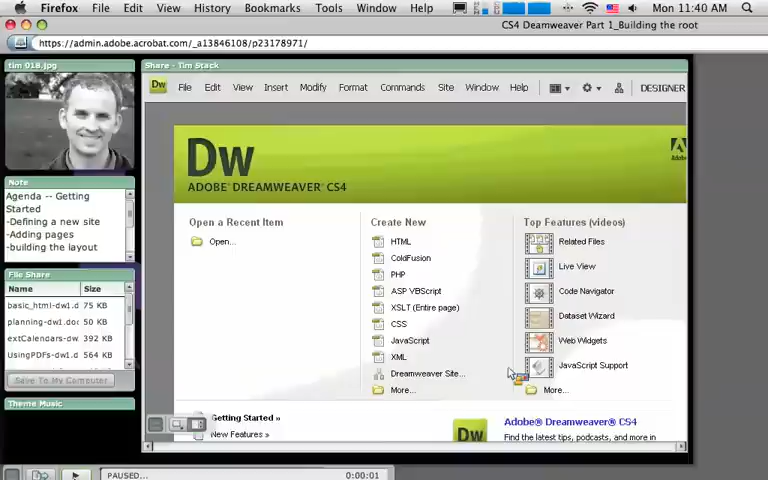 Firefox File Edit View History Bookmarks Tools Window Help Mon 11:40 AM
CS4 Deamweaver Part 1_Building the root
https://admin.adobe.acrobat.com/_a13846108/p23178971/
tim 018.jpg
Share - Tim Stack
Dw File Edit View Insert Modify Format Commands Site Window Help DESIGNER
Dw
ADOBE® DREAMWEAVER® CS4
Adobe
Note
Agenda -- Getting
Started
-Defining a new site
-Adding pages
-building the layout
File Share
Name Size
basic_html-dw1.d 75 KB
planning-dw1.doc 50 KB
extCalendars-dw1 392 KB
UsingPDFs-dw1.d 564 KB
Save To My Computer
Theme Music
Open a Recent Item
Open...
Create New
HTML
ColdFusion
PHP
ASP VBScript
XSLT (Entire page)
CSS
JavaScript
XML
Dreamweaver Site...
More...
Top Features (videos)
Related Files
Live View
Code Navigator
Dataset Wizard
Web Widgets
JavaScript Support
More...
Getting Started »
New Features »
Dw
Adobe® Dreamweaver® CS4
Find the latest tips, podcasts, and more in
PAUSED... 0:00:01